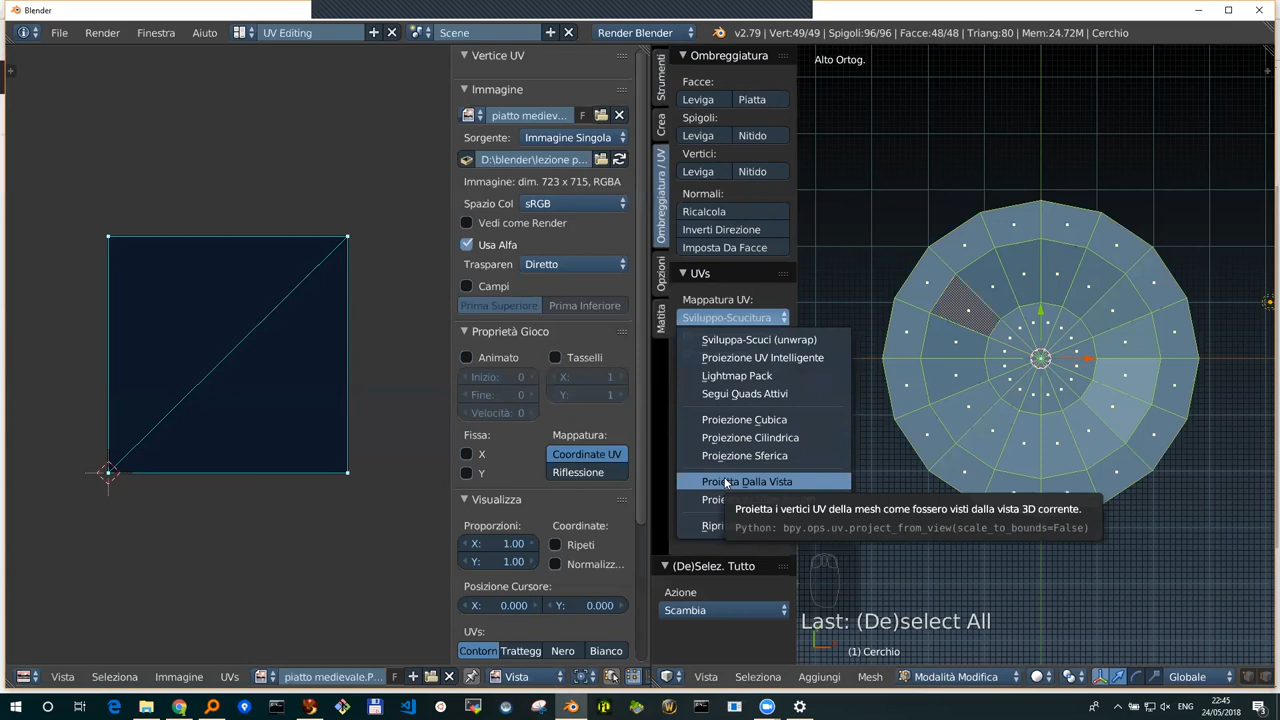 Blender
File
Render
Finestra
Aiuto
UV Editing
Scene
Render Blender
v2.79 | Vert:49/49 | Spigoli:96/96 | Facce:48/48 | Triang:80 | Mem:24.72M | Cerchio
Vertice UV
Immagine
piatto mediev...
F
Sorgente:
Immagine Singola
D:\blender\lezione p...
Immagine: dim. 723 x 715, RGBA
Spazio Col
sRGB
Vedi come Render
Usa Alfa
Trasparen
Diretto
Campi
Prima Superiore
Prima Inferiore
Proprietà Gioco
Animato
Tasselli
Inizio: 0
X: 1
Fine: 0
Y: 1
Velocità: 0
Fissa:
Mappatura:
X
Coordinate UV
Y
Riflessione
Visualizza
Proporzioni:
Coordinate:
X: 1.00
Ripeti
Y: 1.00
Normalizz...
Posizione Cursore:
X: 0.000
Y: 0.000
UVs:
Contorn
Trattegg
Nero
Bianco
Strumenti
Crea
Ombreggiatura / UV
Opzioni
Matita
Ombreggiatura
Facce:
Leviga
Piatta
Spigoli:
Leviga
Nitido
Vertici:
Leviga
Nitido
Normali:
Ricalcola
Inverti Direzione
Imposta Da Facce
UVs
Mappatura UV:
Sviluppo-Scucitura
Sviluppa-Scuci (unwrap)
Proiezione UV Intelligente
Lightmap Pack
Segui Quads Attivi
Proiezione Cubica
Proiezione Cilindrica
Proiezione Sferica
Proietta Dalla Vista
Proietta i vertici UV della mesh come fossero visti dalla vista 3D corrente.
Python: bpy.ops.uv.project_from_view(scale_to_bounds=False)
(De)Selez. Tutto
Azione
Scambia
Alto Ortog.
Last: (De)select All
(1) Cerchio
Vista
Seleziona
Immagine
UVs
piatto medievale.P...
F
Vista
Vista
Seleziona
Aggiungi
Mesh
Modalità Modifica
Globale
ENG
22:45
24/05/2018